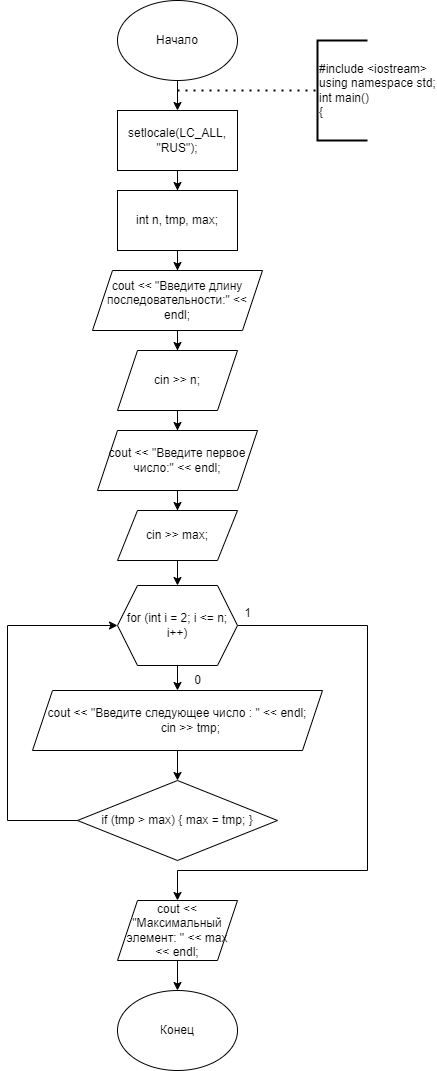 Начало
#include <iostream>
using namespace std;
int main()
{
setlocale(LC_ALL,
"RUS");
int n, tmp, max;
cout << "Введите длину
последовательности:" <<
endl;
cin >> n;
cout << "Введите первое
число:" << endl;
cin >> max;
for (int i = 2; i <= n;
i++)
1
0
cout << "Введите следующее число : " << endl;
cin >> tmp;
if (tmp > max) { max = tmp; }
cout <<
"Максимальный
элемент: " << max
<< endl;
Конец